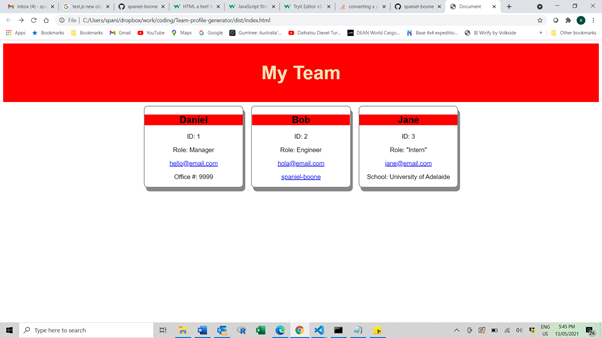 Inbox (4) - spa
test.js new on
spaniel-boone
HTML a href
JavaScript Str
Tryit Editor v3
converting a
spaniel-boone
Document
File | C:/Users/spani/dropbox/work/coding/Team-profile-generator/dist/index.html
Apps
Bookmarks
Bookmarks
Gmail
YouTube
Maps
Google
Gumtree: Australia'...
Daihatsu Diesel Tur...
DEAN World Cargo...
Base 4x4 expeditio...
Winfy by Volkside
Other bookmarks
My Team
Daniel
ID: 1
Role: Manager
hello@email.com
Office #: 9999
Bob
ID: 2
Role: Engineer
hola@email.com
spaniel-boone
Jane
ID: 3
Role: "Intern"
jane@email.com
School: University of Adelaide
Type here to search
ENG
US
5:45 PM
13/05/2021